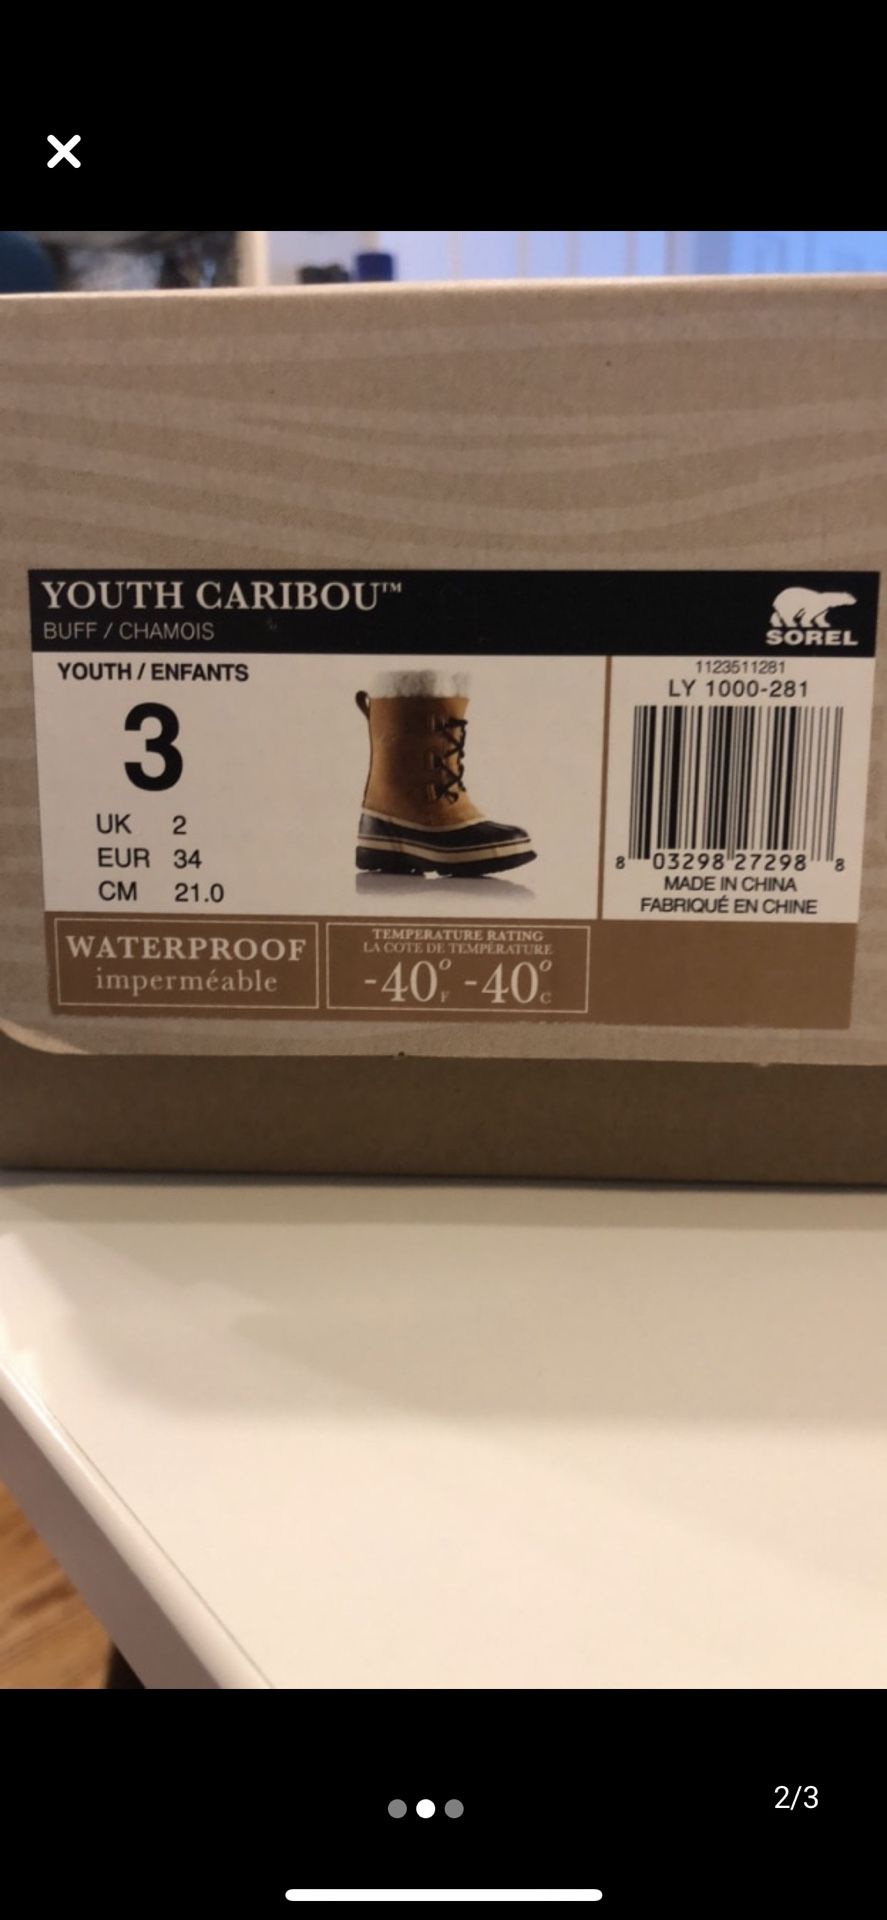 YOUTH CARIBOU™
BUFF / CHAMOIS
SOREL
YOUTH / ENFANTS
3
UK 2
EUR 34
CM 21.0
1123511281
LY 1000-281
8 03298 27298 8
MADE IN CHINA
FABRIQUÉ EN CHINE
WATERPROOF
imperméable
TEMPERATURE RATING
LA COTE DE TEMPÉRATURE
-40°F -40°C
2/3